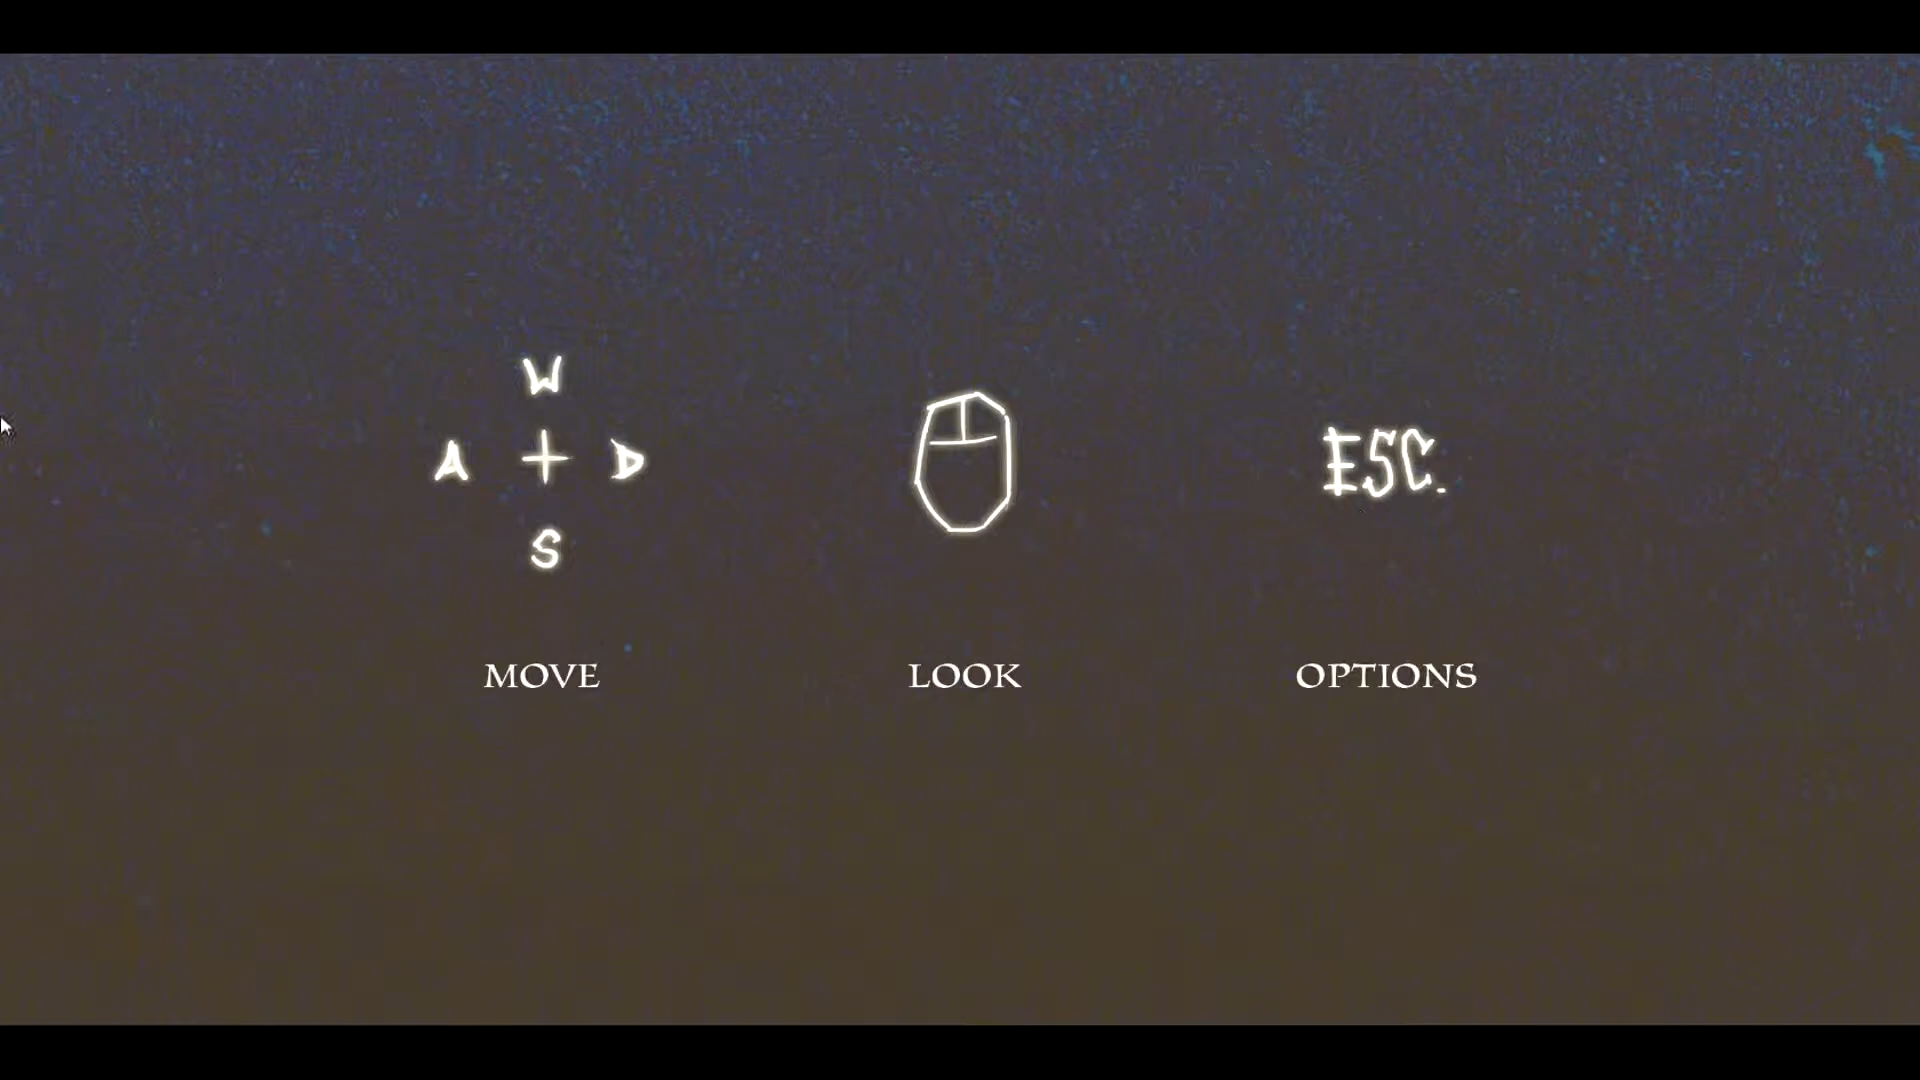 W
A + D
S
ESC.
MOVE
LOOK
OPTIONS